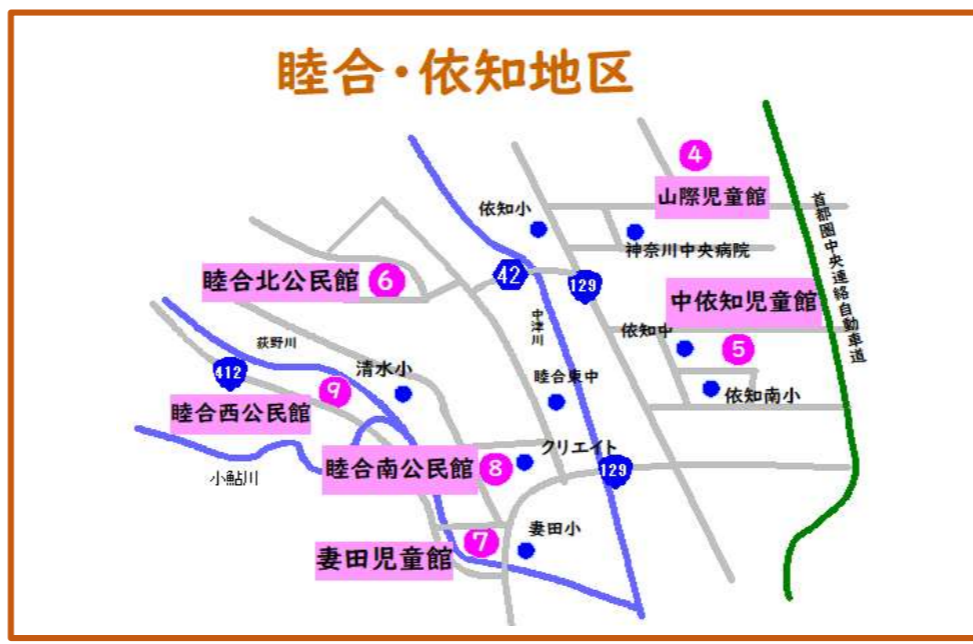 睦合・依知地区
④
山際児童館
依知小
神奈川中央病院
首都圏中央連絡自動車道
睦合北公民館
⑥
42
129
中依知児童館
中津川
依知中
⑤
荻野川
清水小
412
⑨
睦合東中
依知南小
睦合西公民館
クリエイト
睦合南公民館
⑧
129
小鮎川
妻田小
⑦
妻田児童館